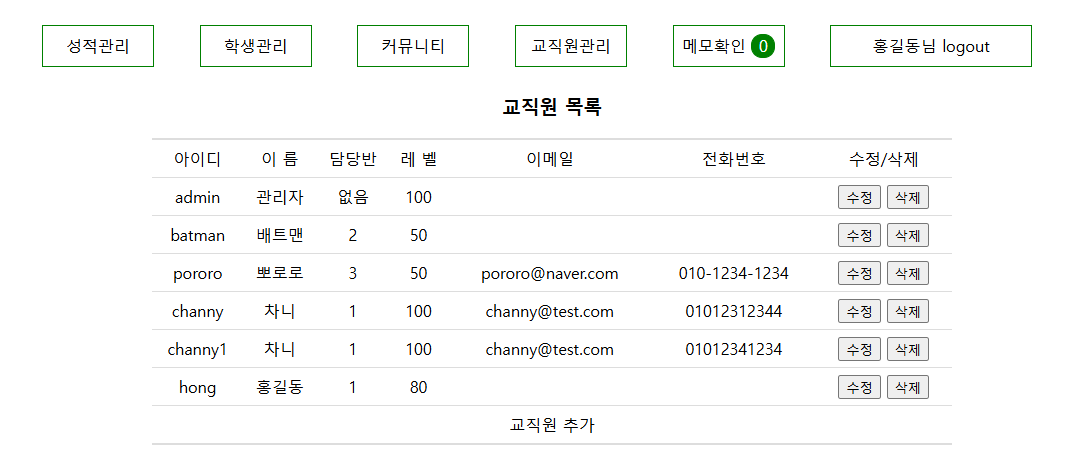 성적관리 학생관리 커뮤니티 교직원관리 메모확인 0 홍길동님 logout
교직원 목록
아이디 이 름 담당반 레 벨 이메일 전화번호 수정/삭제
admin 관리자 없음 100 수정 삭제
batman 배트맨 2 50 수정 삭제
pororo 뽀로로 3 50 pororo@naver.com 010-1234-1234 수정 삭제
channy 차니 1 100 channy@test.com 01012312344 수정 삭제
channy1 차니 1 100 channy@test.com 01012341234 수정 삭제
hong 홍길동 1 80 수정 삭제
교직원 추가